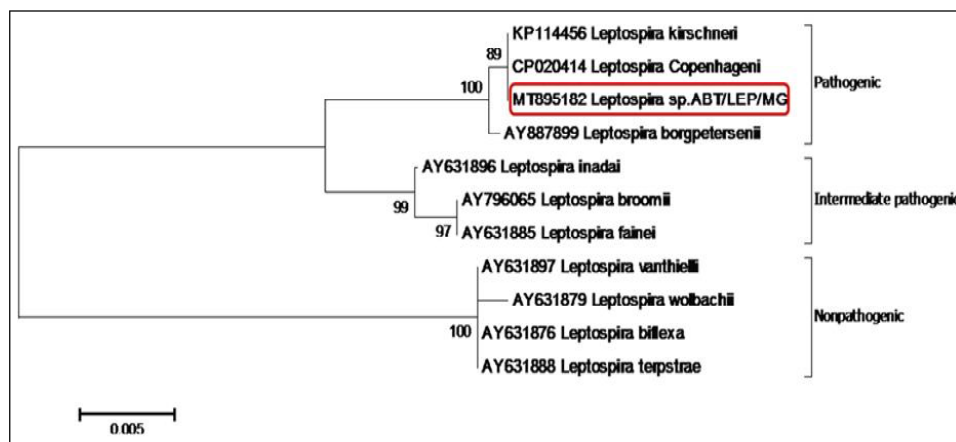 KP114456 Leptospira kirschneri
89
CP020414 Leptospira Copenhageni
Pathogenic
100
MT895182 Leptospira sp.ABT/LEP/MG
AY887899 Leptospira borgpetersenii
AY631896 Leptospira inadai
99
AY796065 Leptospira broomii
Intermediate pathogenic
97
AY631885 Leptospira fainei
AY631897 Leptospira vanthielli
AY631879 Leptospira wolbachii
Nonpathogenic
100
AY631876 Leptospira biflexa
AY631888 Leptospira terpstrae
0.005